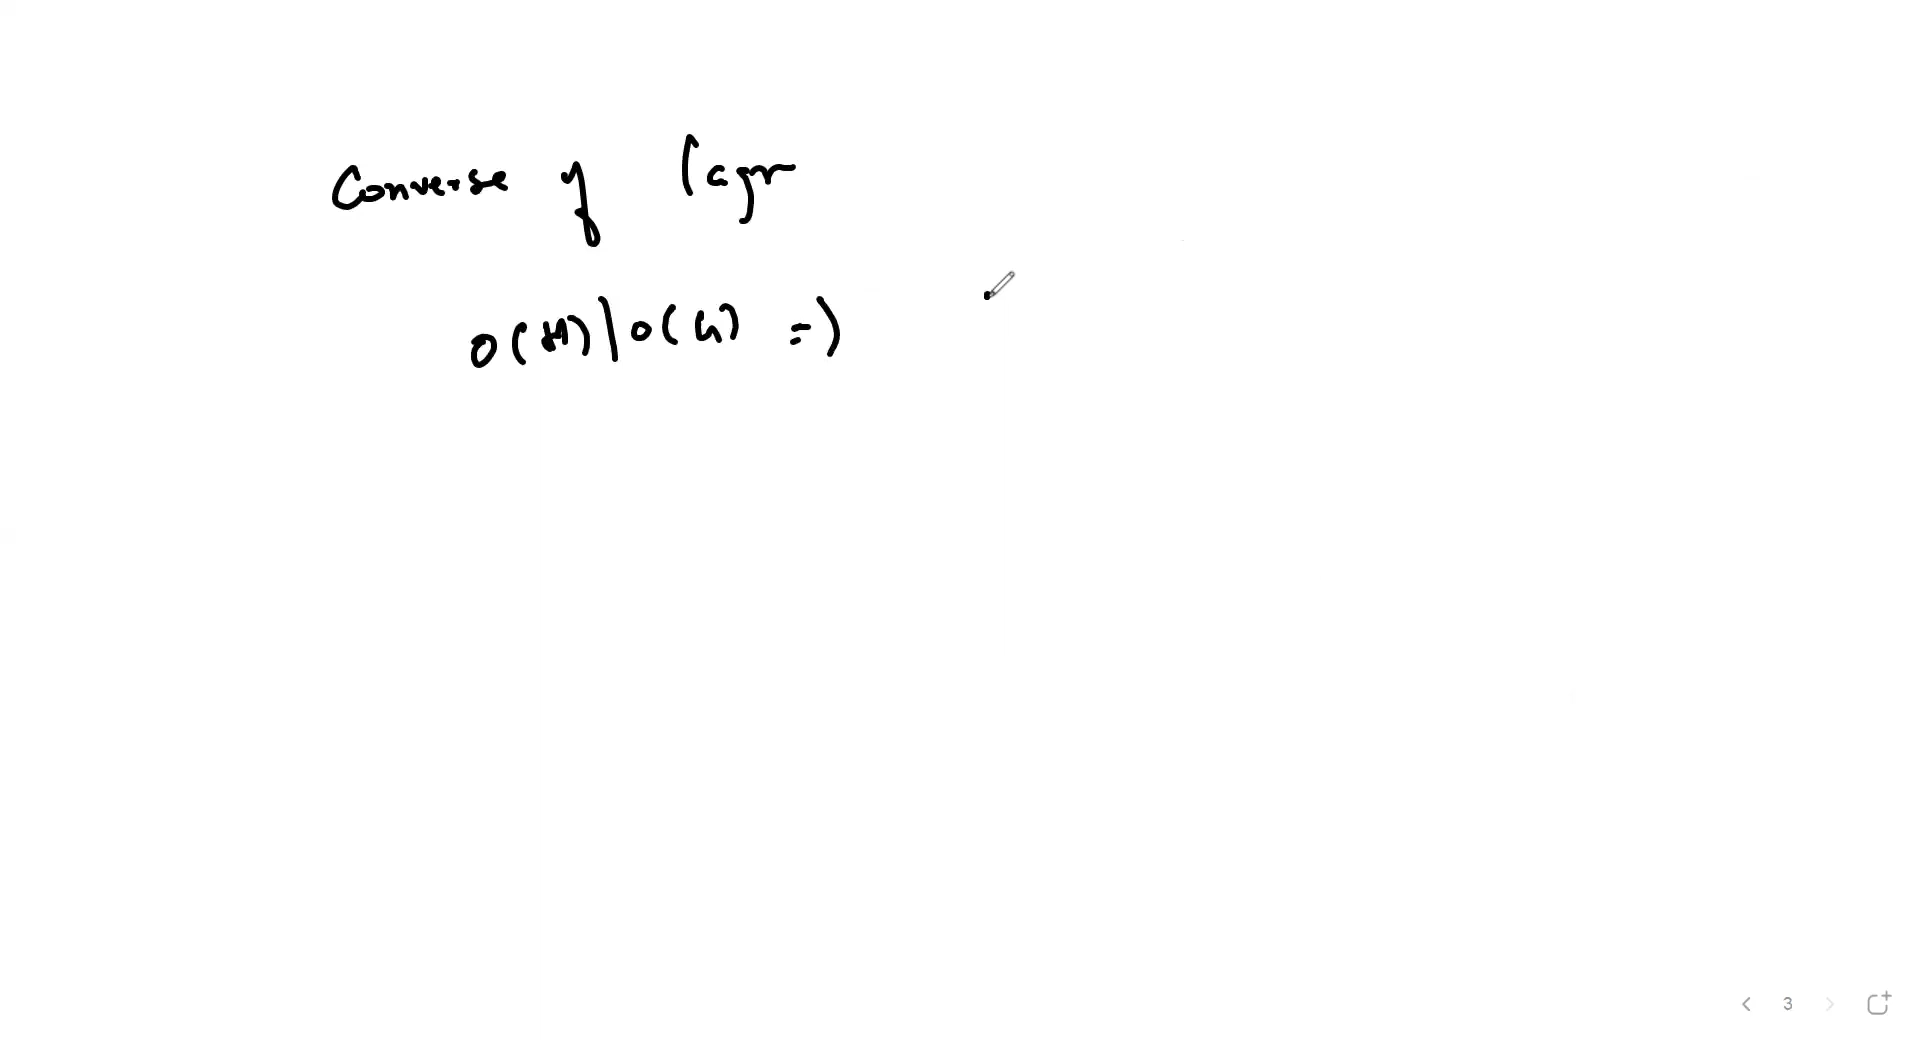 Converse of Lagr
O(H)|O(G) =)
3